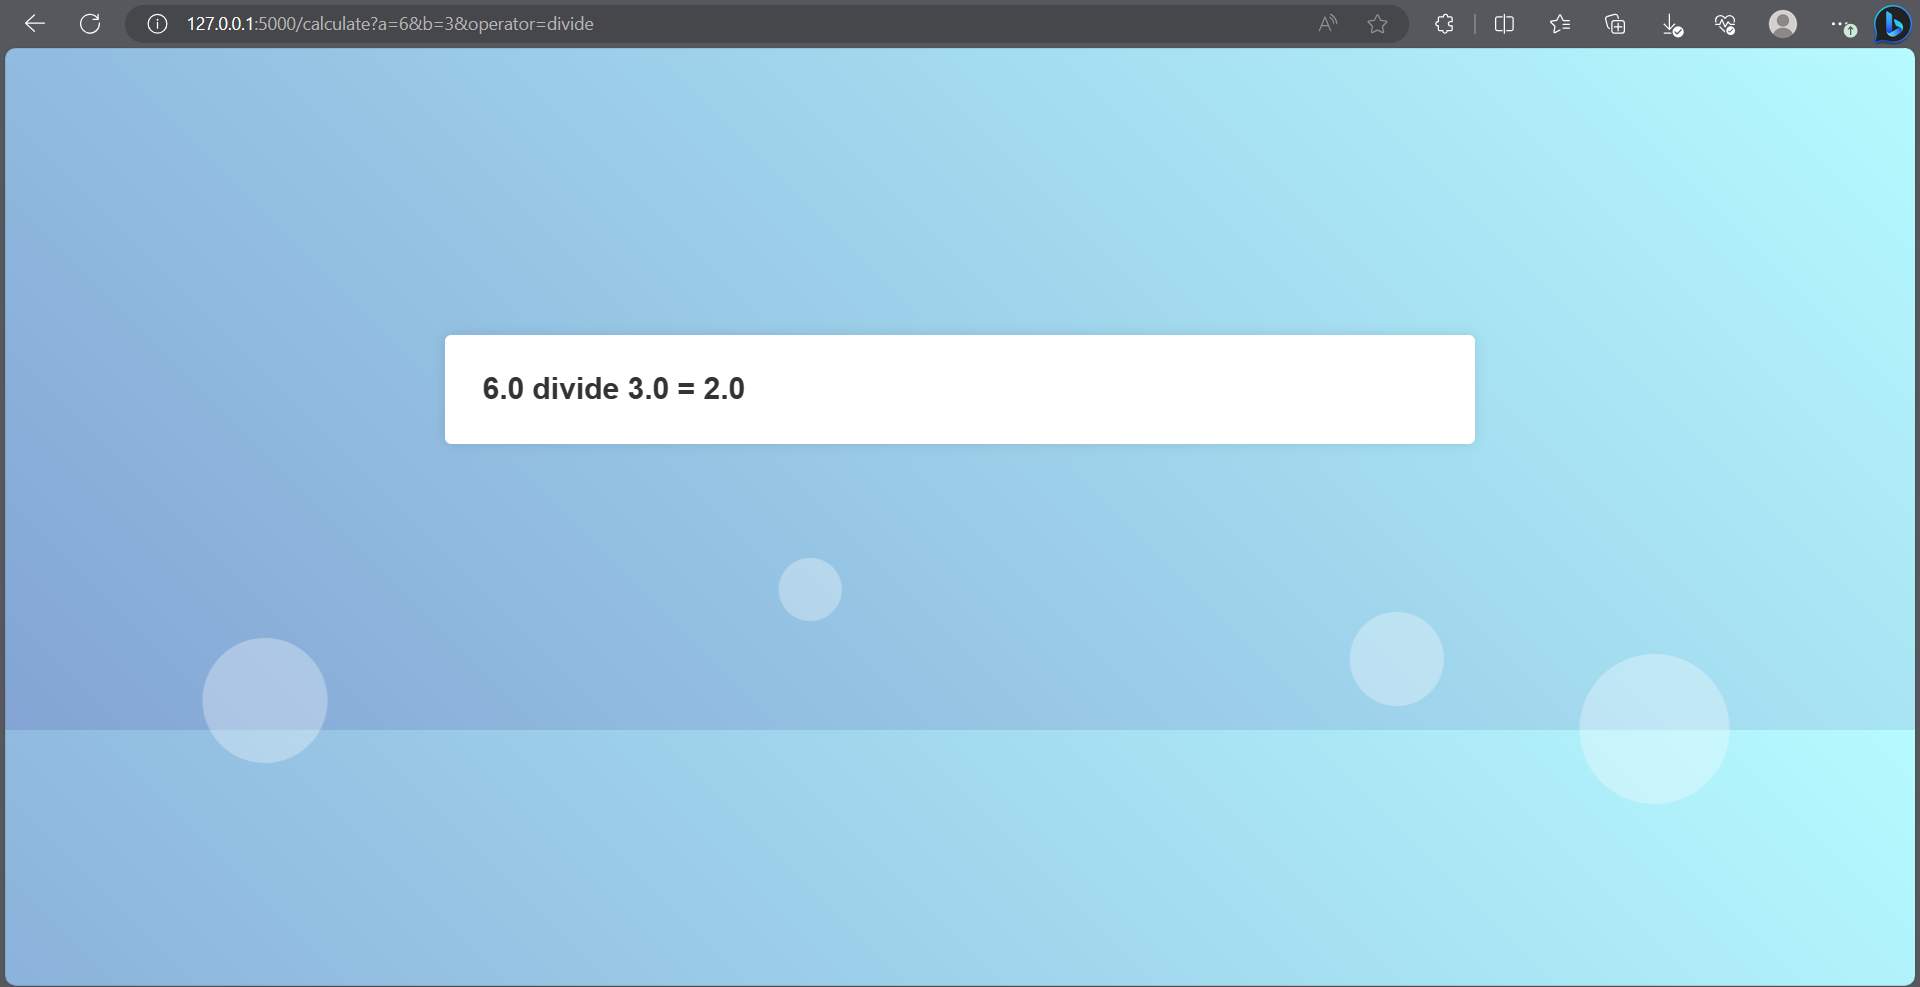 127.0.0.1:5000/calculate?a=6&b=3&operator=divide
6.0 divide 3.0 = 2.0